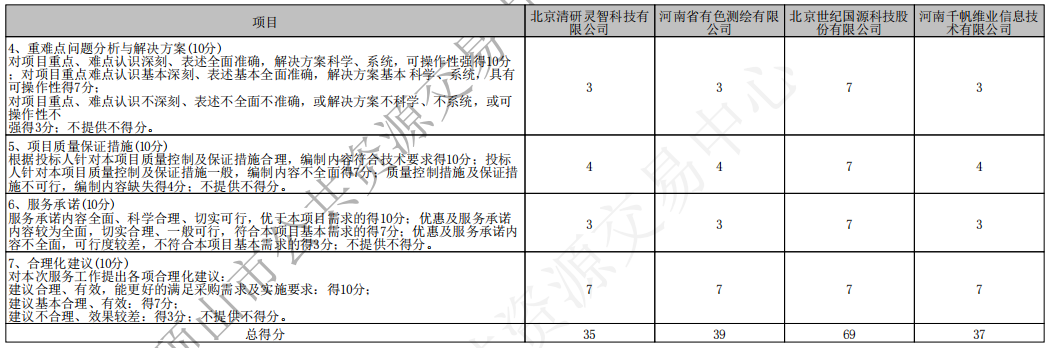 项目 北京清研灵智科技有限公司 河南省有色测绘有限公司 北京世纪国源科技股份有限公司 河南千帆维业信息技术有限公司
4、重难点问题分析与解决方案(10分)
对项目重点、难点认识深刻、表述全面准确，解决方案科学、系统，可操作性强得10分
；对项目重点难点认识基本深刻、表述基本全面准确，解决方案基本科学、系统，具有
可操作性得7分；
对项目重点、难点认识不深刻、表述不全面不准确，或解决方案不科学、不系统，或可
操作性不
强得3分；不提供不得分。
3 3 7 3
5、项目质量保证措施(10分)
根据投标人针对本项目质量控制及保证措施合理，编制内容符合技术要求得10分；投标
人针对本项目质量控制及保证措施一般，编制内容不全面得7分；质量控制措施及保证措
施不可行，编制内容缺失得4分；不提供不得分。
4 4 7 4
6、服务承诺(10分)
服务承诺内容全面、科学合理、切实可行，优于本项目需求的得10分；优惠及服务承诺
内容较为全面，切实合理、一般可行，符合本项目基本需求的得7分；优惠及服务承诺内
容不全面，可行度较差，不符合本项目基本需求的得3分；不提供不得分。
3 3 7 3
7、合理化建议(10分)
对本次服务工作提出各项合理化建议：
建议合理、有效，能更好的满足采购需求及实施要求：得10分；
建议基本合理、有效：得7分；
建议不合理、效果较差：得3分；不提供不得分。
7 7 7 7
总得分 35 39 69 37
顶山市公共资源交易中心
资源交易中心